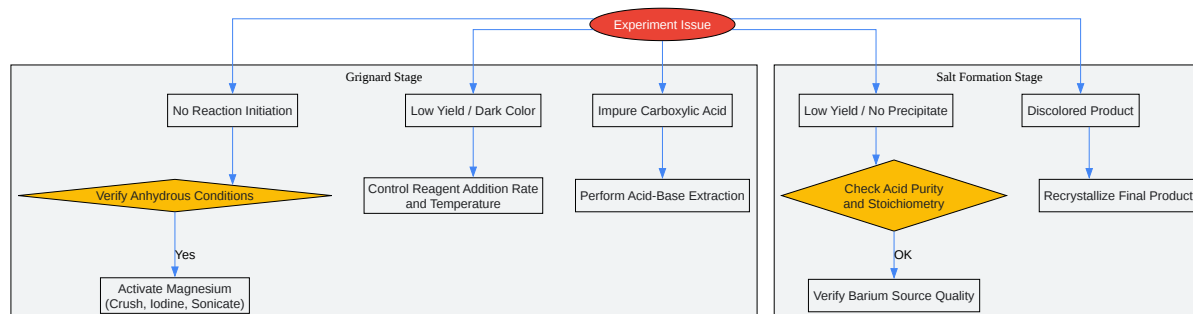 Experiment Issue
Grignard Stage
Salt Formation Stage
No Reaction Initiation
Low Yield / Dark Color
Impure Carboxylic Acid
Low Yield / No Precipitate
Discolored Product
Verify Anhydrous Conditions
Control Reagent Addition Rate
and Temperature
Perform Acid-Base Extraction
Check Acid Purity
and Stoichiometry
Recrystallize Final Product
Yes
OK
Activate Magnesium
(Crush, Iodine, Sonicate)
Verify Barium Source Quality